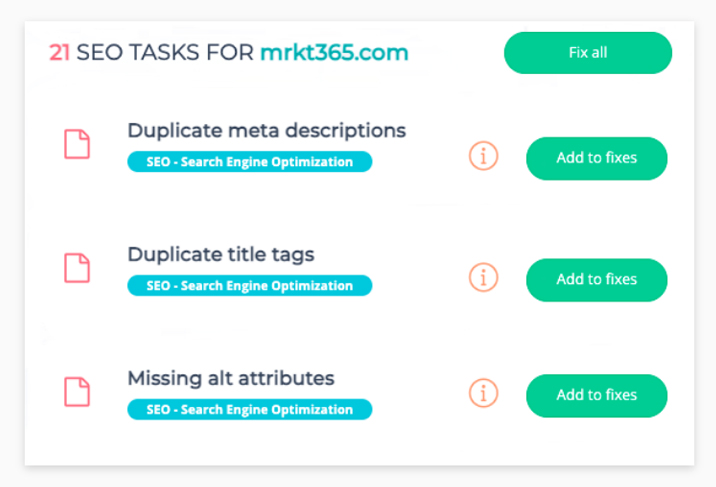 21 SEO TASKS FOR mrkt365.com
Fix all
Duplicate meta descriptions
SEO - Search Engine Optimization
Add to fixes
Duplicate title tags
SEO - Search Engine Optimization
Add to fixes
Missing alt attributes
SEO - Search Engine Optimization
Add to fixes